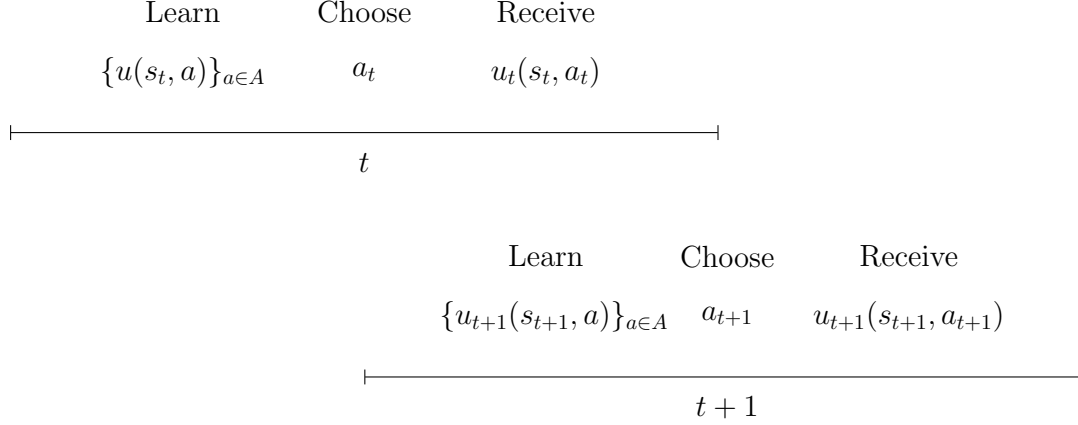 Learn Choose Receive
{u(s_t, a)}_{a∈A} a_t u_t(s_t, a_t)
t
Learn Choose Receive
{u_{t+1}(s_{t+1}, a)}_{a∈A} a_{t+1} u_{t+1}(s_{t+1}, a_{t+1})
t + 1